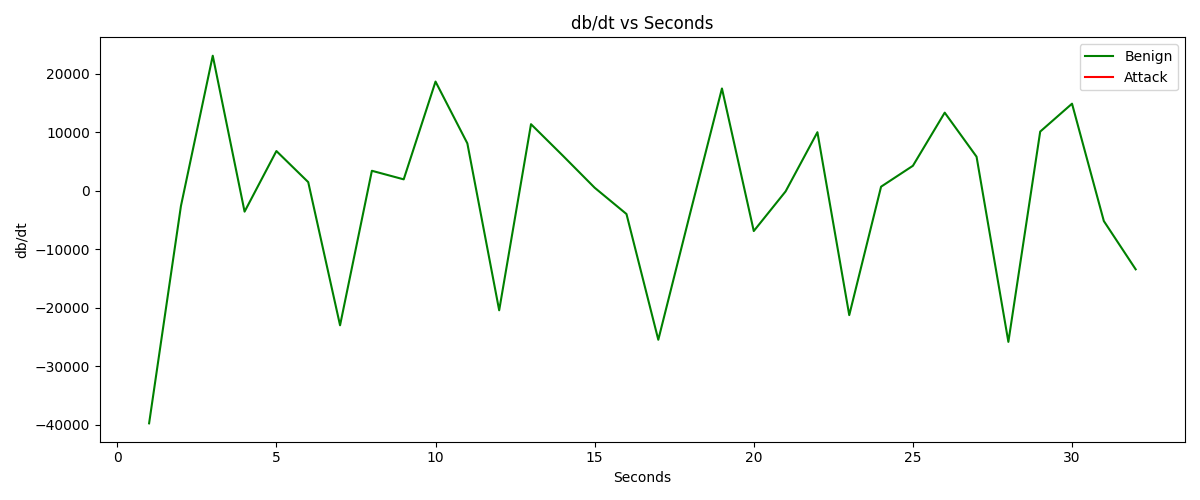 db/dt vs Seconds
Benign
Attack
20000
10000
0
−10000
−20000
−30000
−40000
db/dt
0 5 10 15 20 25 30
Seconds